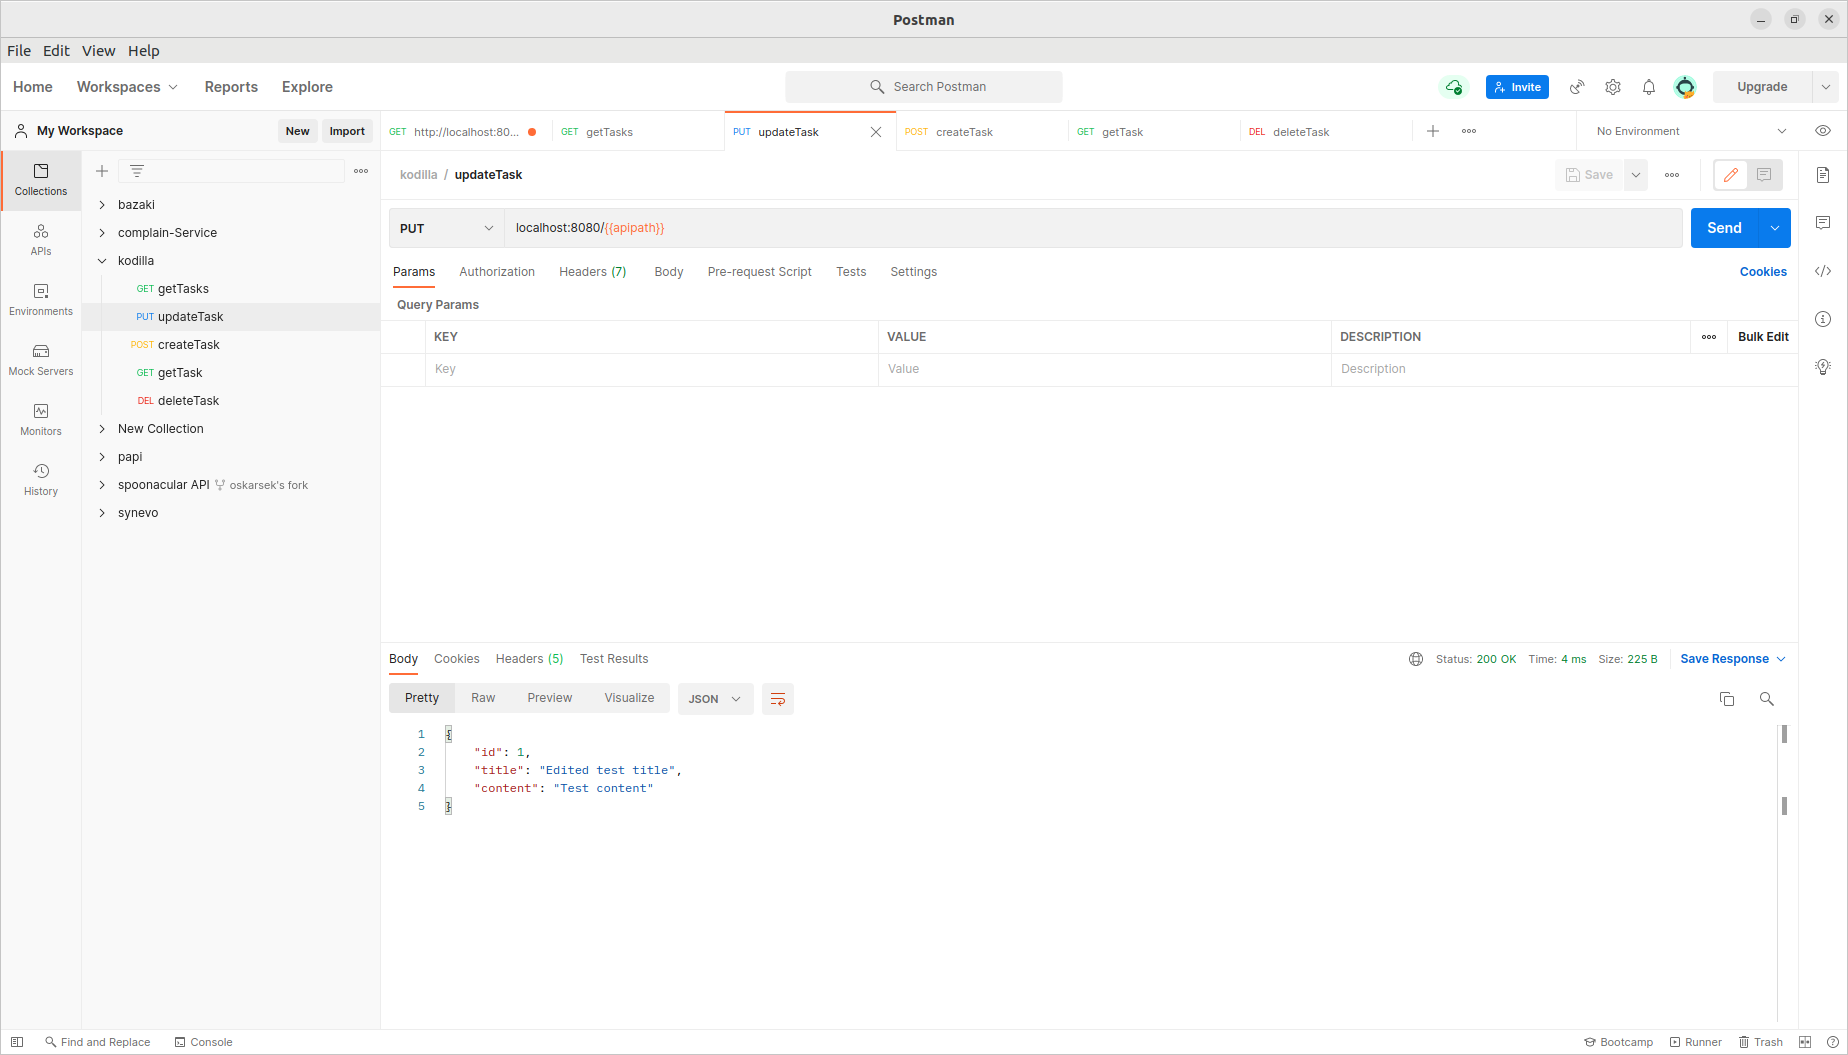 Postman
File Edit View Help
Home Workspaces Reports Explore Search Postman Invite Upgrade
My Workspace New Import GET http://localhost:80... GET getTasks PUT updateTask POST createTask GET getTask DEL deleteTask No Environment
Collections
APIs
Environments
Mock Servers
Monitors
History
bazaki
complain-Service
kodilla
GET getTasks
PUT updateTask
POST createTask
GET getTask
DEL deleteTask
New Collection
papi
spoonacular API oskarsek's fork
synevo
kodilla / updateTask Save
PUT localhost:8080/{{apipath}} Send
Params Authorization Headers (7) Body Pre-request Script Tests Settings Cookies
Query Params
KEY VALUE DESCRIPTION Bulk Edit
Key Value Description
Body Cookies Headers (5) Test Results Status: 200 OK Time: 4 ms Size: 225 B Save Response
Pretty Raw Preview Visualize JSON
1 {
2 "id": 1,
3 "title": "Edited test title",
4 "content": "Test content"
5 }
Find and Replace Console Bootcamp Runner Trash